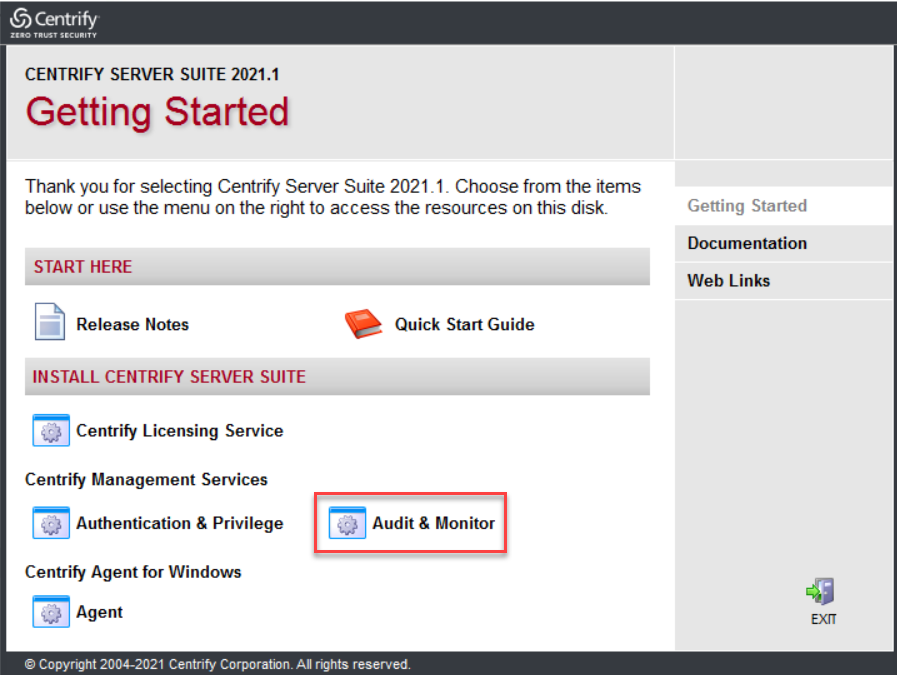 Centrify
ZERO TRUST SECURITY
CENTRIFY SERVER SUITE 2021.1
Getting Started
Thank you for selecting Centrify Server Suite 2021.1. Choose from the items
below or use the menu on the right to access the resources on this disk.
START HERE
Release Notes
Quick Start Guide
INSTALL CENTRIFY SERVER SUITE
Centrify Licensing Service
Centrify Management Services
Authentication & Privilege
Audit & Monitor
Centrify Agent for Windows
Agent
Getting Started
Documentation
Web Links
EXIT
© Copyright 2004-2021 Centrify Corporation. All rights reserved.